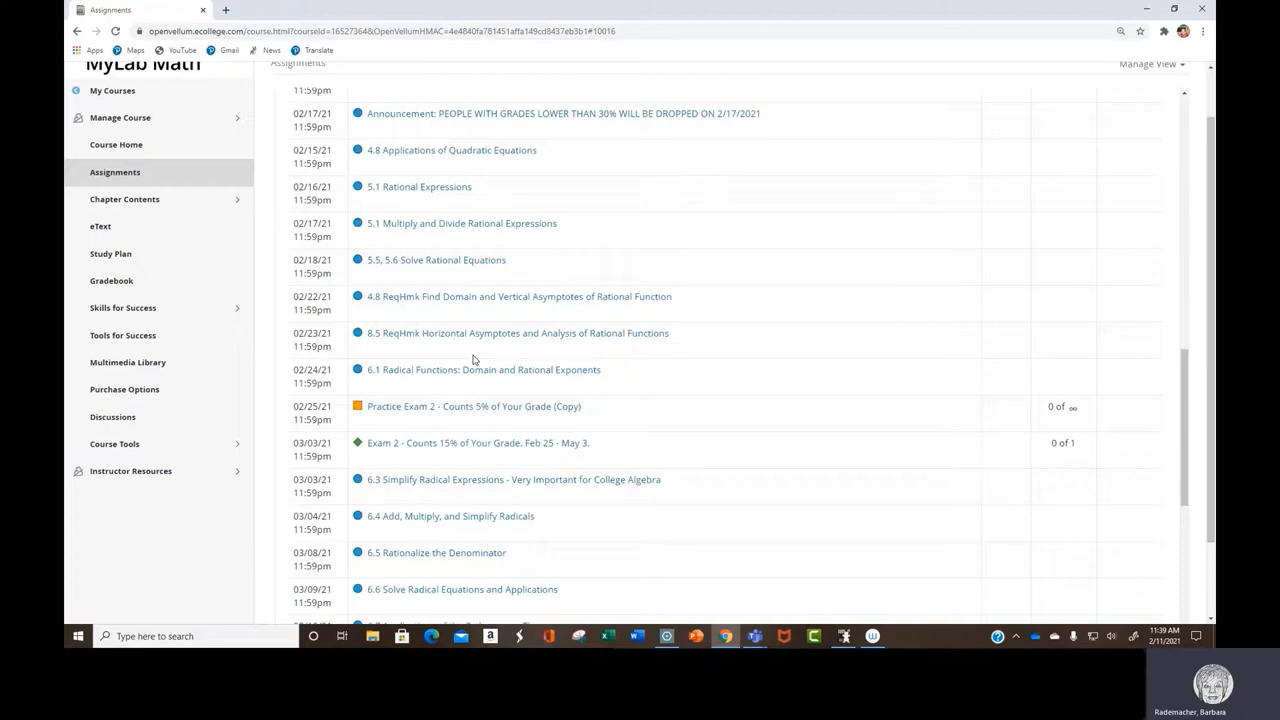 Assignments
openvellum.ecollege.com/course.html?courseId=16527364&OpenVellumHMAC=4e4840fa781451affa149cd8437eb3b1#10016
Apps Maps YouTube Gmail News Translate
MyLab Math
Assignments
Manage View
My Courses
Manage Course
Course Home
Assignments
Chapter Contents
eText
Study Plan
Gradebook
Skills for Success
Tools for Success
Multimedia Library
Purchase Options
Discussions
Course Tools
Instructor Resources
11:59pm
02/17/21 Announcement: PEOPLE WITH GRADES LOWER THAN 30% WILL BE DROPPED ON 2/17/2021
11:59pm
02/15/21 4.8 Applications of Quadratic Equations
11:59pm
02/16/21 5.1 Rational Expressions
11:59pm
02/17/21 5.1 Multiply and Divide Rational Expressions
11:59pm
02/18/21 5.5, 5.6 Solve Rational Equations
11:59pm
02/22/21 4.8 ReqHmk Find Domain and Vertical Asymptotes of Rational Function
11:59pm
02/23/21 8.5 ReqHmk Horizontal Asymptotes and Analysis of Rational Functions
11:59pm
02/24/21 6.1 Radical Functions: Domain and Rational Exponents
11:59pm
02/25/21 Practice Exam 2 - Counts 5% of Your Grade (Copy) 0 of ∞
11:59pm
03/03/21 Exam 2 - Counts 15% of Your Grade. Feb 25 - May 3. 0 of 1
11:59pm
03/03/21 6.3 Simplify Radical Expressions - Very Important for College Algebra
11:59pm
03/04/21 6.4 Add, Multiply, and Simplify Radicals
11:59pm
03/08/21 6.5 Rationalize the Denominator
11:59pm
03/09/21 6.6 Solve Radical Equations and Applications
11:59pm
Type here to search
11:39 AM
2/11/2021
Rademacher, Barbara